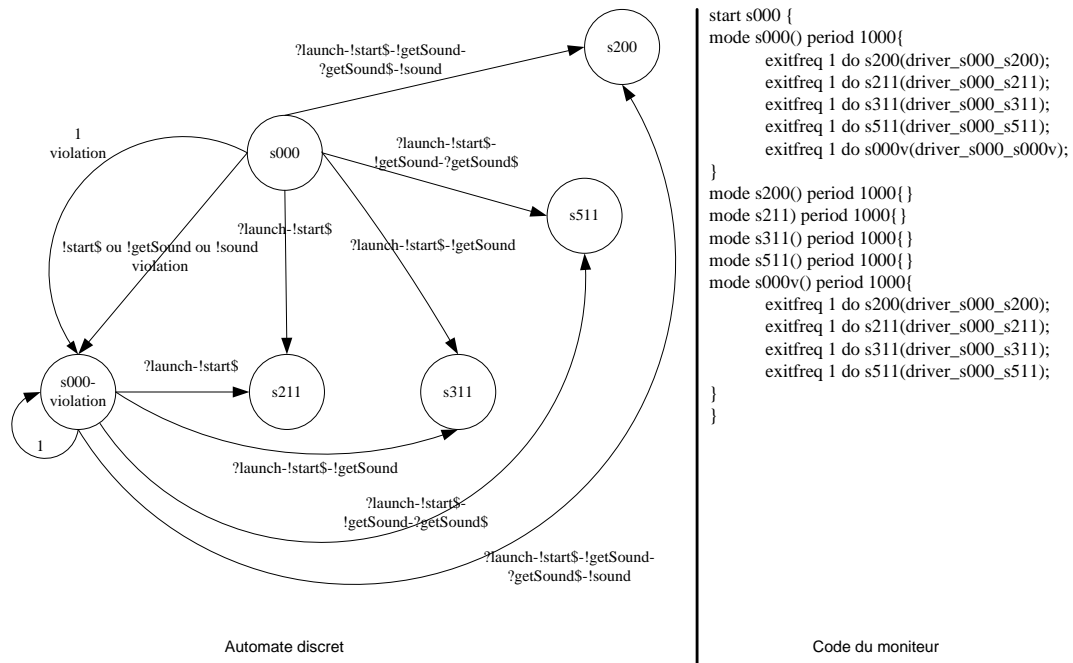 ?launch-!start$-!getSound-
?getSound$-!sound
s200
1
violation
s000
?launch-!start$-
!getSound-?getSound$
s511
!start$ ou !getSound ou !sound
violation
?launch-!start$
?launch-!start$-!getSound
s000-
violation
?launch-!start$
s211
s311
1
?launch-!start$-!getSound
?launch-!start$-
!getSound-?getSound$
?launch-!start$-!getSound-
?getSound$-!sound
Automate discret
start s000 {
mode s000() period 1000{
exitfreq 1 do s200(driver_s000_s200);
exitfreq 1 do s211(driver_s000_s211);
exitfreq 1 do s311(driver_s000_s311);
exitfreq 1 do s511(driver_s000_s511);
exitfreq 1 do s000v(driver_s000_s000v);
}
mode s200() period 1000{}
mode s211) period 1000{}
mode s311() period 1000{}
mode s511() period 1000{}
mode s000v() period 1000{
exitfreq 1 do s200(driver_s000_s200);
exitfreq 1 do s211(driver_s000_s211);
exitfreq 1 do s311(driver_s000_s311);
exitfreq 1 do s511(driver_s000_s511);
}
}
Code du moniteur